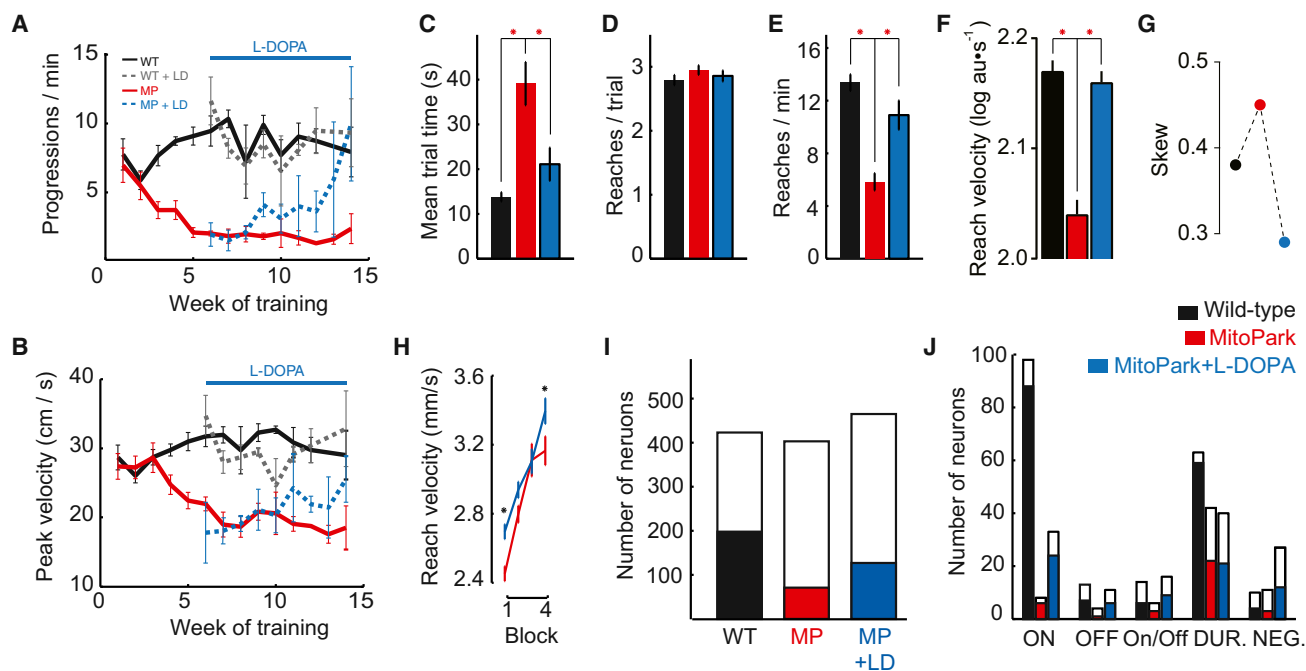 A
L-DOPA
15
10
5
Progressions / min
WT
WT + LD
MP
MP + LD
0
5
10
15
Week of training
B
L-DOPA
40
30
20
10
Peak velocity (cm / s)
0
5
10
15
Week of training
C
Mean trial time (s)
50
40
30
20
10
0
*
*
D
Reaches / trial
3
2
1
0
E
Reaches / min
16
12
8
4
0
*
*
F
Reach velocity (log au•s-1)
2.2
2.1
2.0
*
*
G
Skew
0.5
0.4
0.3
Wild-type
MitoPark
MitoPark+L-DOPA
H
Reach velocity (mm/s)
3.6
3.2
2.8
2.4
*
*
1
4
Block
I
Number of neruons
500
400
300
200
100
WT
MP
MP
+LD
J
Number of neurons
100
80
60
40
20
0
ON
OFF
On/Off
DUR.
NEG.